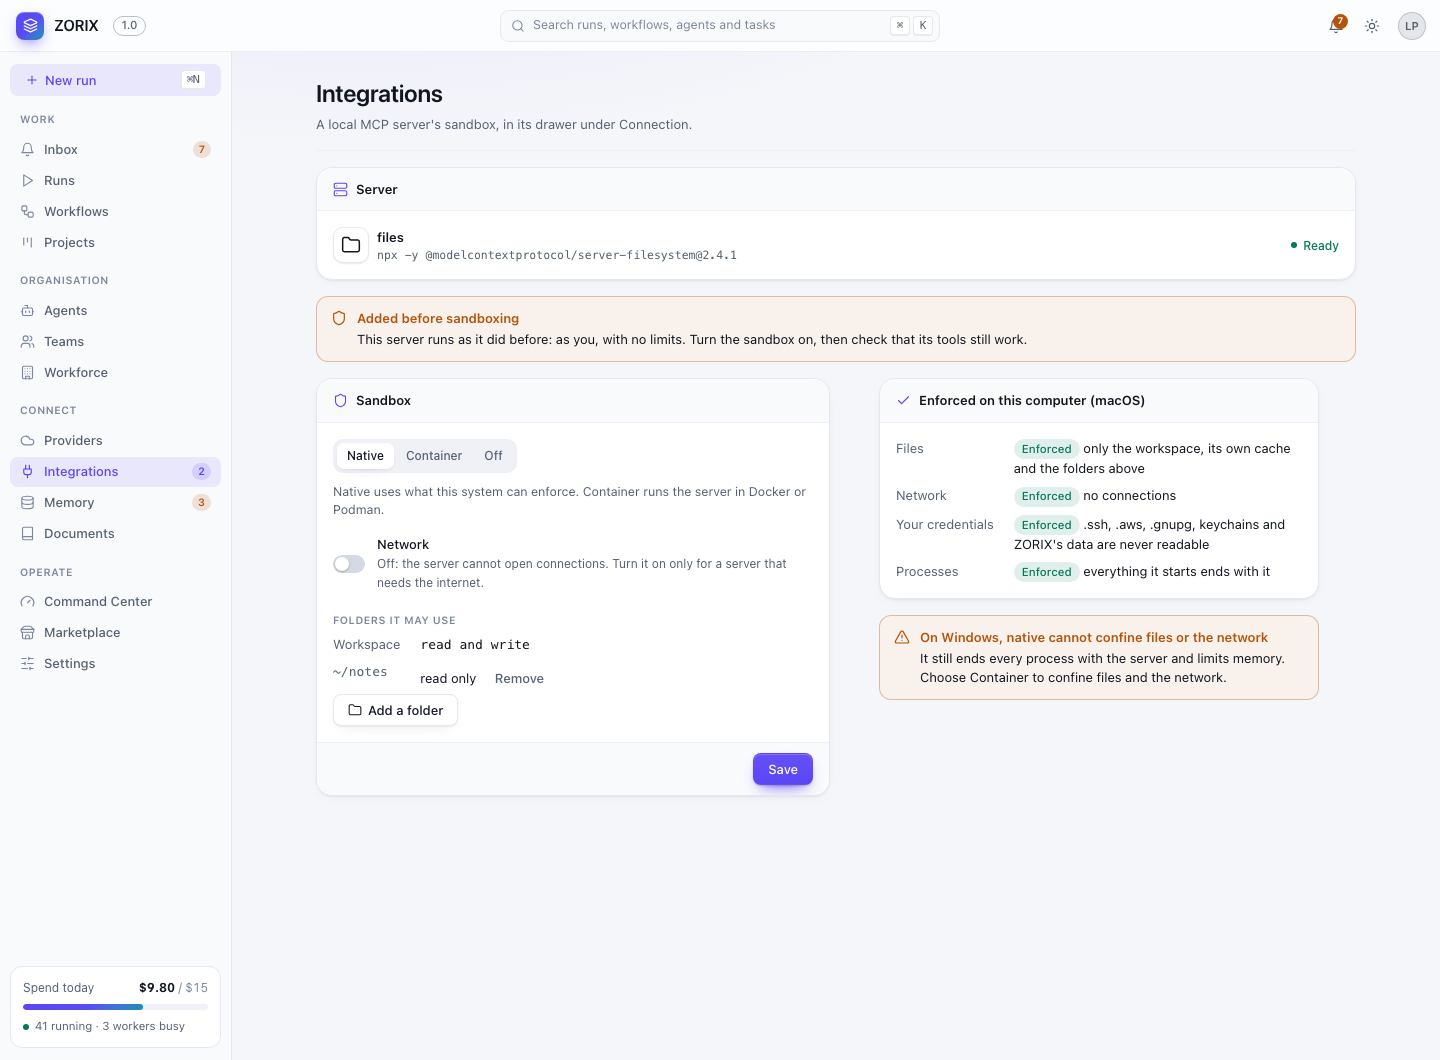 ZORIX
1.0
Search runs, workflows, agents and tasks
⌘ K
7
LP
New run
⌘N
WORK
Inbox
7
Runs
Workflows
Projects
ORGANISATION
Agents
Teams
Workforce
CONNECT
Providers
Integrations
2
Memory
3
Documents
OPERATE
Command Center
Marketplace
Settings
Spend today
$9.80 / $15
41 running · 3 workers busy
Integrations
A local MCP server's sandbox, in its drawer under Connection.
Server
files
npx -y @modelcontextprotocol/server-filesystem@2.4.1
Ready
Added before sandboxing
This server runs as it did before: as you, with no limits. Turn the sandbox on, then check that its tools still work.
Sandbox
Native Container Off
Native uses what this system can enforce. Container runs the server in Docker or
Podman.
Network
Off: the server cannot open connections. Turn it on only for a server that
needs the internet.
FOLDERS IT MAY USE
Workspace read and write
~/notes read only Remove
Add a folder
Save
Enforced on this computer (macOS)
Files Enforced only the workspace, its own cache
and the folders above
Network Enforced no connections
Your credentials Enforced .ssh, .aws, .gnupg, keychains and
ZORIX's data are never readable
Processes Enforced everything it starts ends with it
On Windows, native cannot confine files or the network
It still ends every process with the server and limits memory.
Choose Container to confine files and the network.